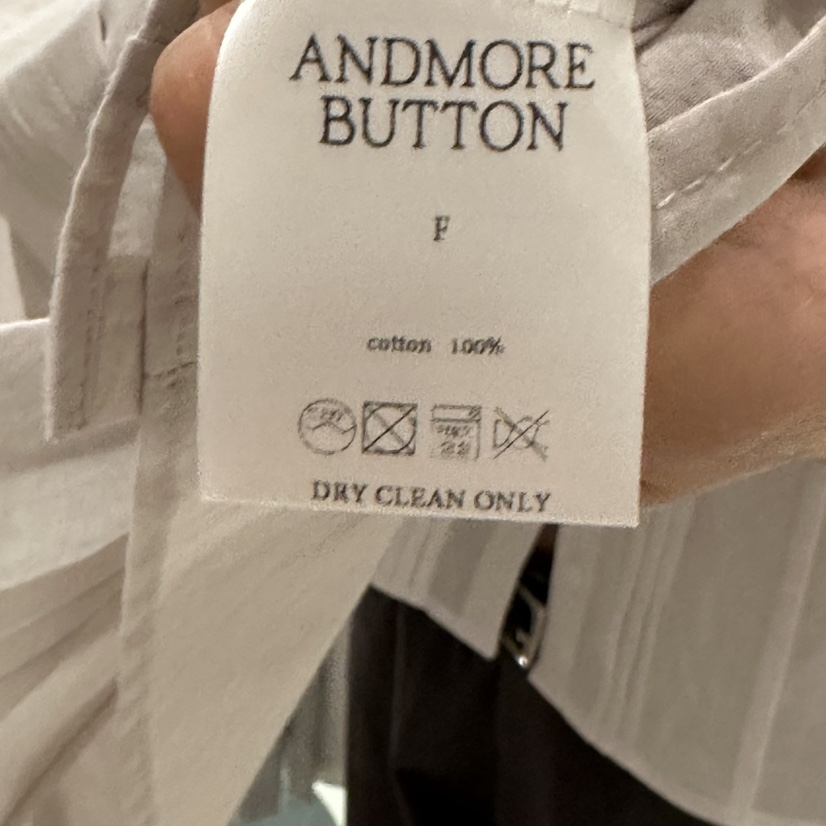 ANDMORE
BUTTON
F
cotton 100%
DRY CLEAN ONLY